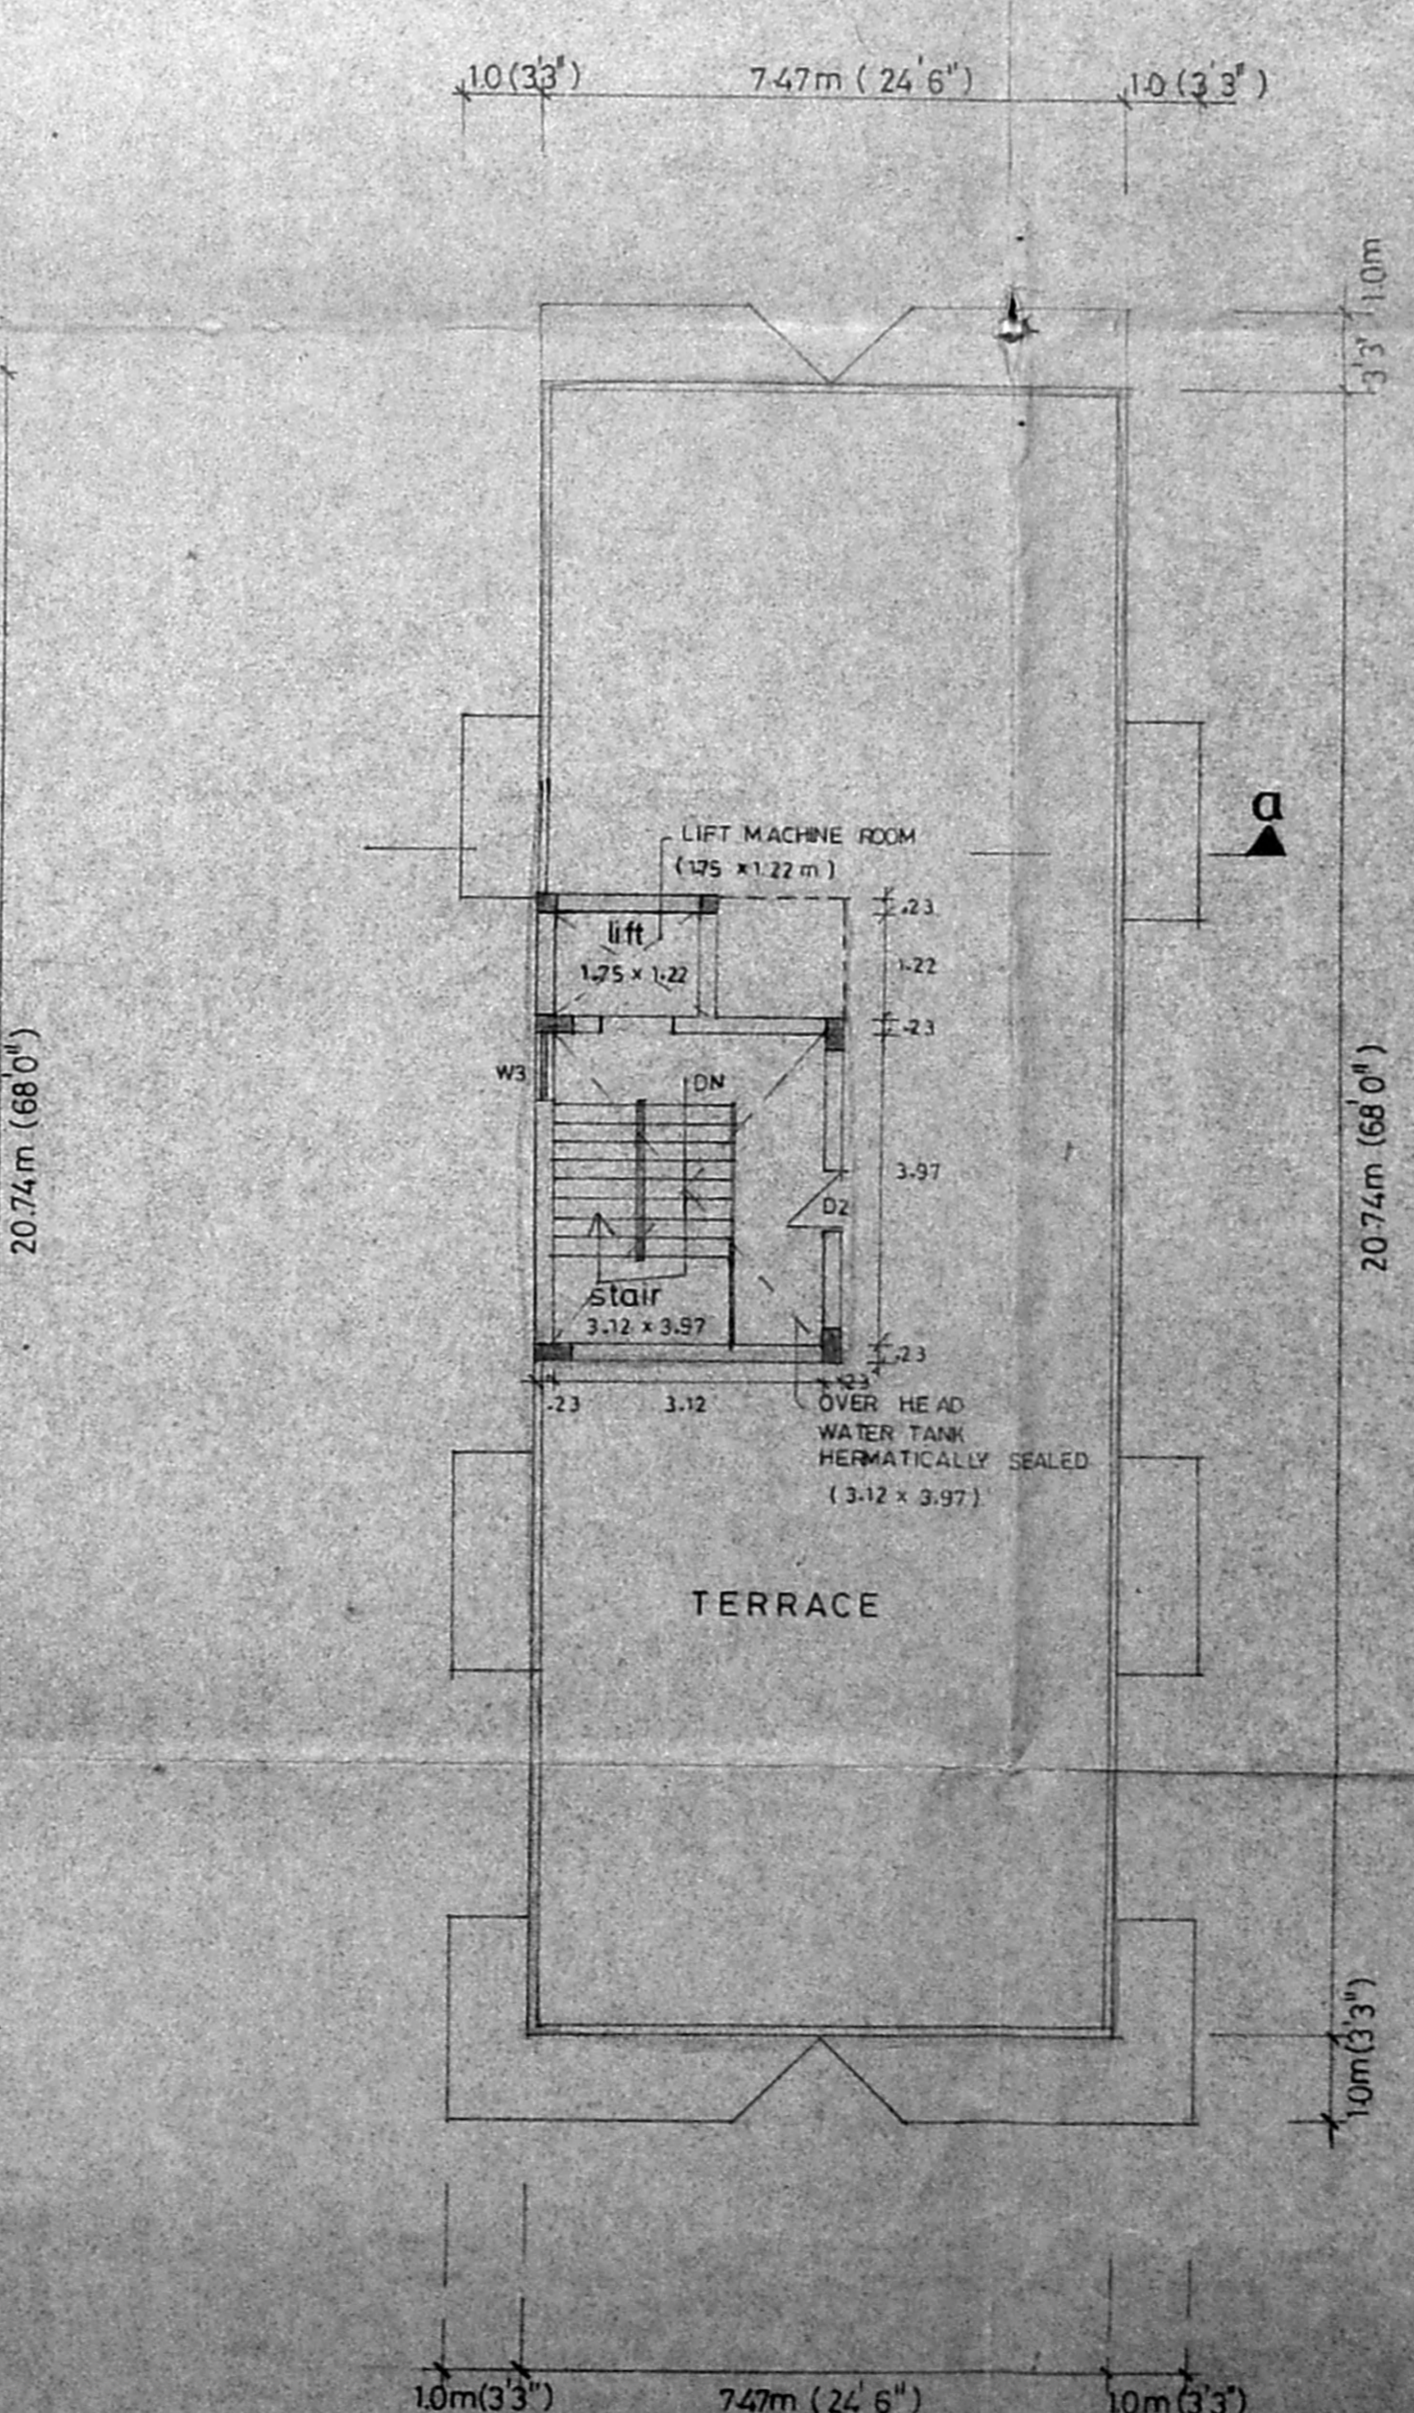 1.0 (3'3")
7.47m (24'6")
1.0 (3'3")
3'3" 1.0m
a
LIFT MACHINE ROOM
(1.75 x 1.22 m)
.23
lift
1.75 x 1.22
1.22
.23
W3
DN
3.97
D2
20.74m (68'0")
20.74m (68'0")
stair
3.12 x 3.97
.23
.23
3.12
.23
OVER HEAD
WATER TANK
HERMATICALLY SEALED
(3.12 x 3.97)
TERRACE
1.0m(3'3")
1.0m(3'3")
7.47m (24'6")
1.0m(3'3")